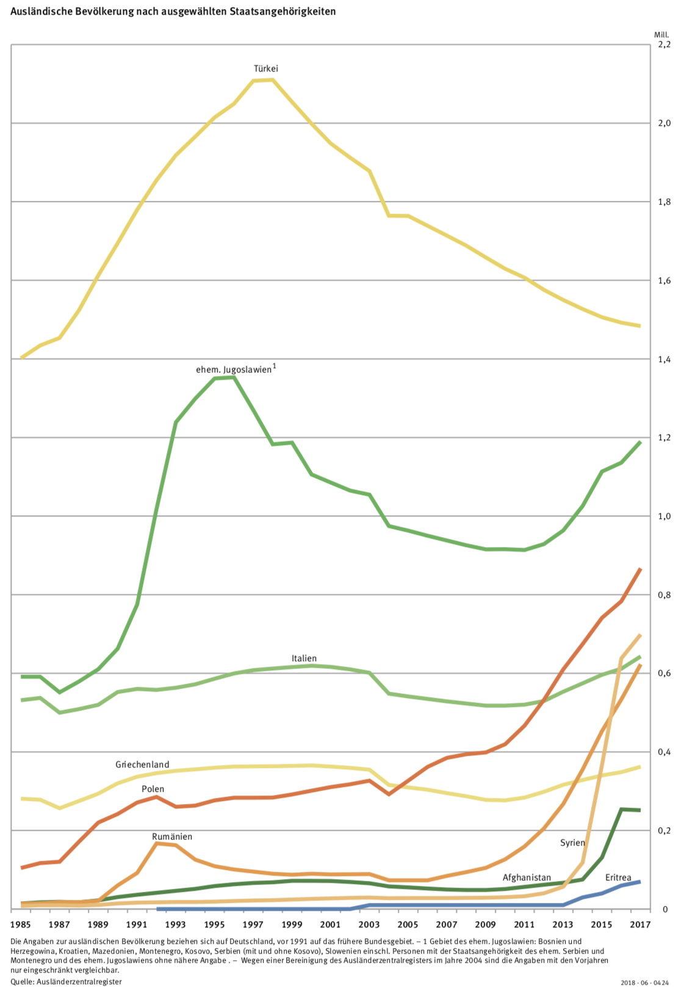 Ausländische Bevölkerung nach ausgewählten Staatsangehörigkeiten
Mill.
2,2
Türkei
2,0
1,8
1,6
1,4
ehem. Jugoslawien1
1,2
1,0
0,8
Italien
0,6
Griechenland
0,4
Polen
Rumänien
0,2
Syrien
Afghanistan
Eritrea
0
1985 1987 1989 1991 1993 1995 1997 1999 2001 2003 2005 2007 2009 2011 2013 2015 2017
Die Angaben zur ausländischen Bevölkerung beziehen sich auf Deutschland, vor 1991 auf das frühere Bundesgebiet. – 1 Gebiet des ehem. Jugoslawien: Bosnien und
Herzegowina, Kroatien, Mazedonien, Montenegro, Kosovo, Serbien (mit und ohne Kosovo), Slowenien einschl. Personen mit der Staatsangehörigkeit des ehem. Serbien und
Montenegro und des ehem. Jugoslawiens ohne nähere Angabe . – Wegen einer Bereinigung des Ausländerzentralregisters im Jahre 2004 sind die Angaben mit den Vorjahren
nur eingeschränkt vergleichbar.
Quelle: Ausländerzentralregister
2018 - 06 - 0424